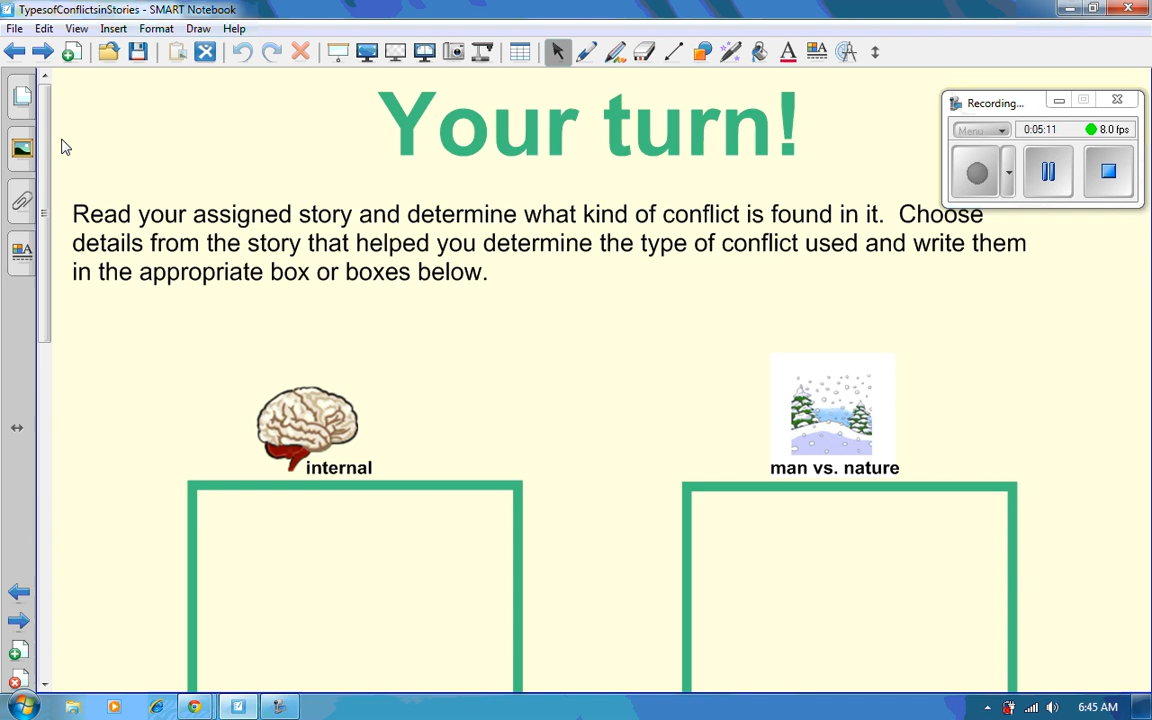 TypesofConflictsinStories - SMART Notebook
File Edit View Insert Format Draw Help
Your turn!
Recording...
Menu 0:05:11 8.0 fps
Read your assigned story and determine what kind of conflict is found in it. Choose
details from the story that helped you determine the type of conflict used and write them
in the appropriate box or boxes below.
internal
man vs. nature
6:45 AM